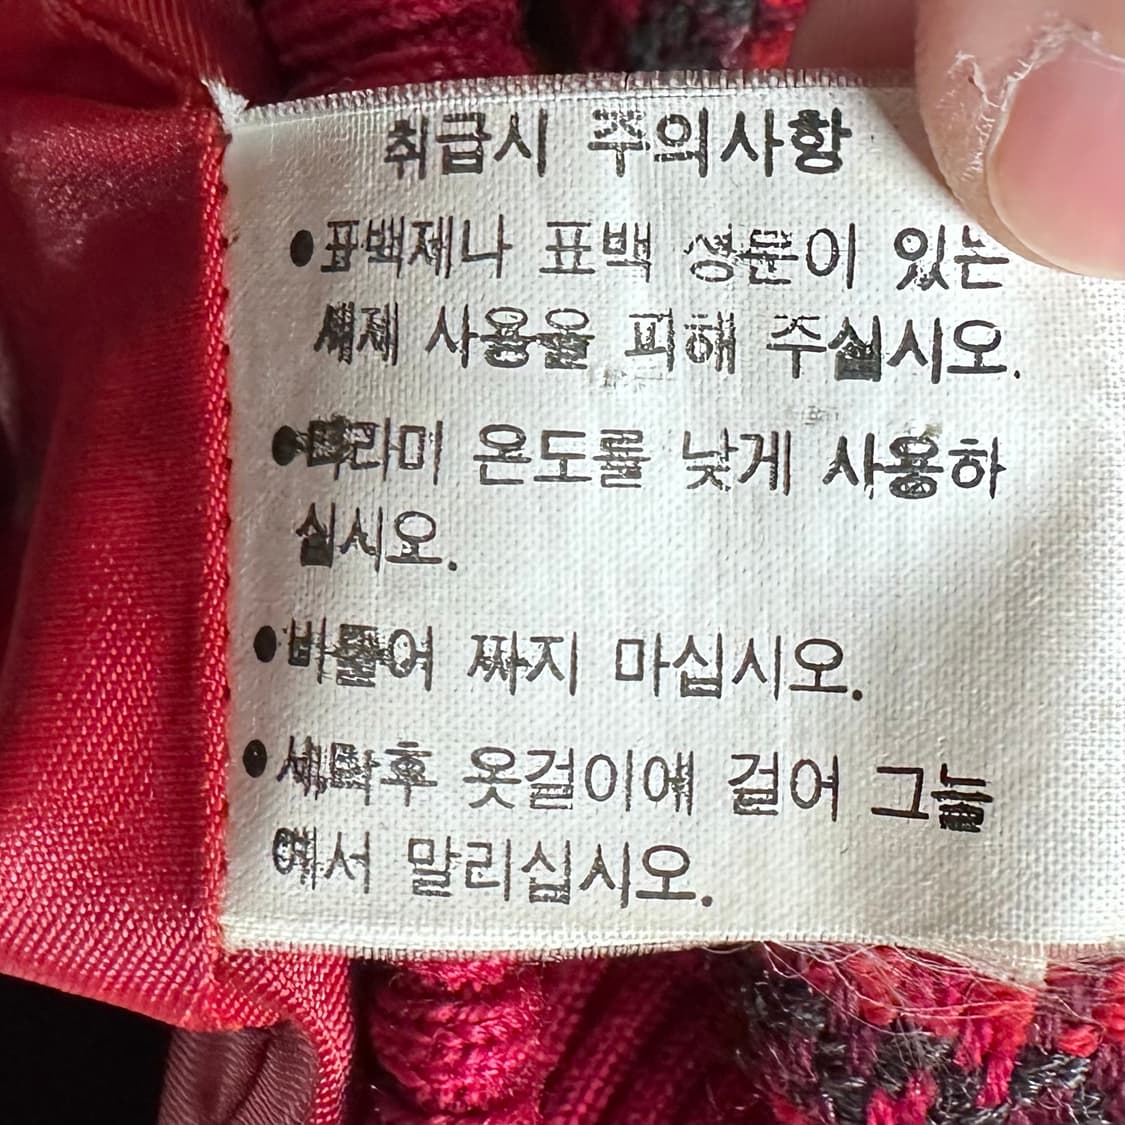 취급시 주의사항
●표백제나 표백 성분이 있는
세제 사용을 피해 주십시오.
●다라미 온도를 낮게 사용하
십시오.
●비틀어 짜지 마십시오.
●세탁후 옷걸이에 걸어 그늘
에서 말리십시오.